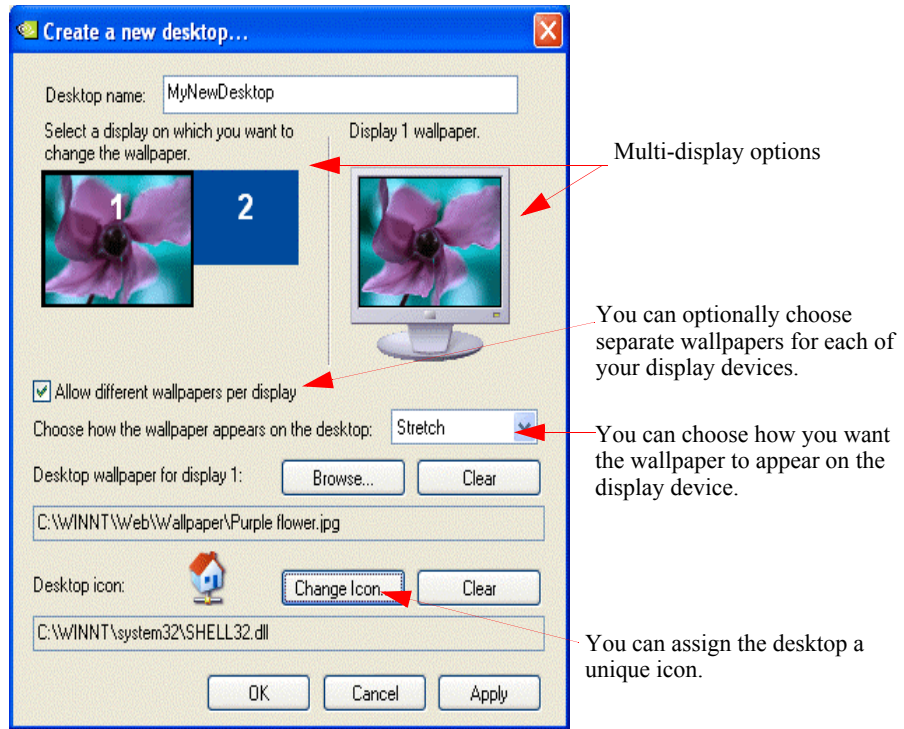 Create a new desktop...
Desktop name:
MyNewDesktop
Select a display on which you want to
change the wallpaper.
Display 1 wallpaper.
1
2
Multi-display options
You can optionally choose
separate wallpapers for each of
your display devices.
Allow different wallpapers per display
Choose how the wallpaper appears on the desktop:
Stretch
You can choose how you want
the wallpaper to appear on the
display device.
Desktop wallpaper for display 1:
Browse...
Clear
C:\WINNT\Web\Wallpaper\Purple flower.jpg
Desktop icon:
Change Icon...
Clear
C:\WINNT\system32\SHELL32.dll
You can assign the desktop a
unique icon.
OK
Cancel
Apply